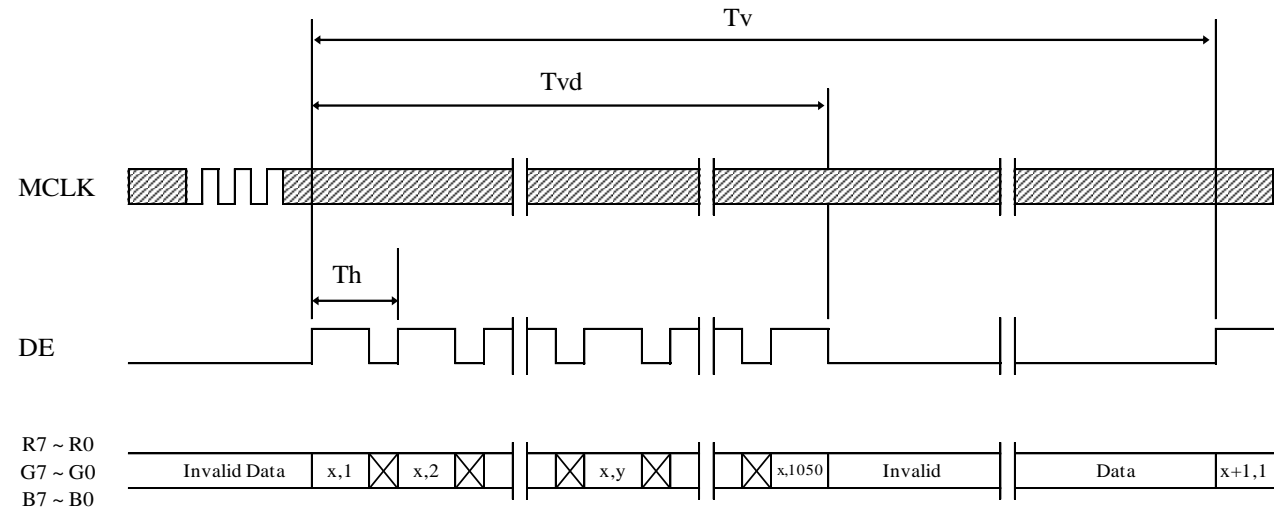 Tv
Tvd
MCLK
Th
DE
R7 ~ R0
G7 ~ G0
B7 ~ B0
Invalid Data x,1 x,2 x,y x,1050 Invalid Data x+1,1